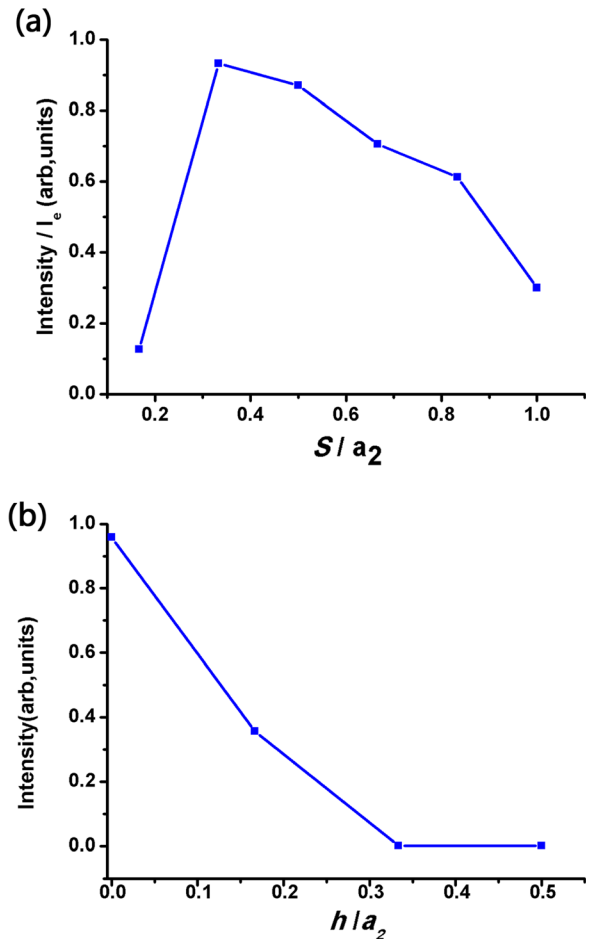 (a)
1.0
0.8
0.6
0.4
0.2
0.0
Intensity / Iₑ (arb,units)
0.2 0.4 0.6 0.8 1.0
S / a₂
(b)
1.0
0.8
0.6
0.4
0.2
0.0
Intensity(arb,units)
0.0 0.1 0.2 0.3 0.4 0.5
h / a₂